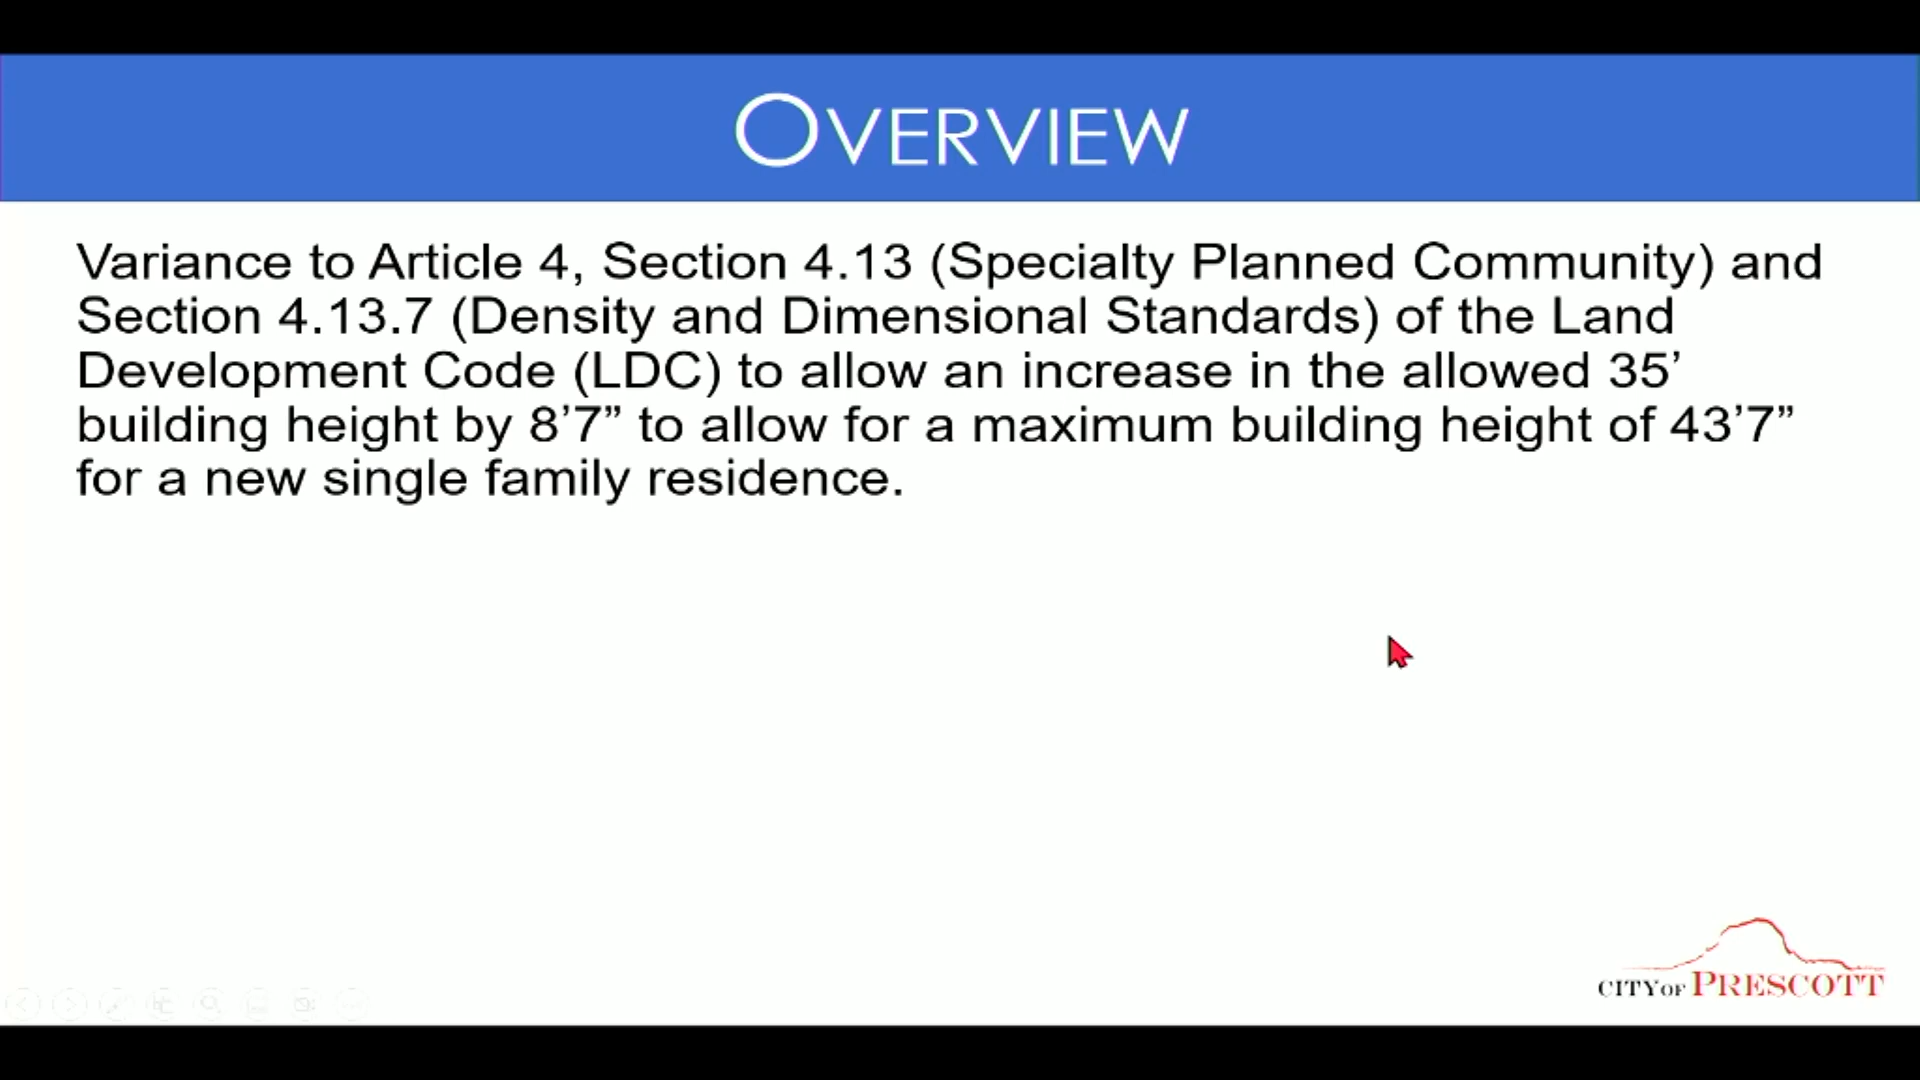 OVERVIEW
Variance to Article 4, Section 4.13 (Specialty Planned Community) and
Section 4.13.7 (Density and Dimensional Standards) of the Land
Development Code (LDC) to allow an increase in the allowed 35’
building height by 8’7” to allow for a maximum building height of 43’7”
for a new single family residence.
CITY OF PRESCOTT